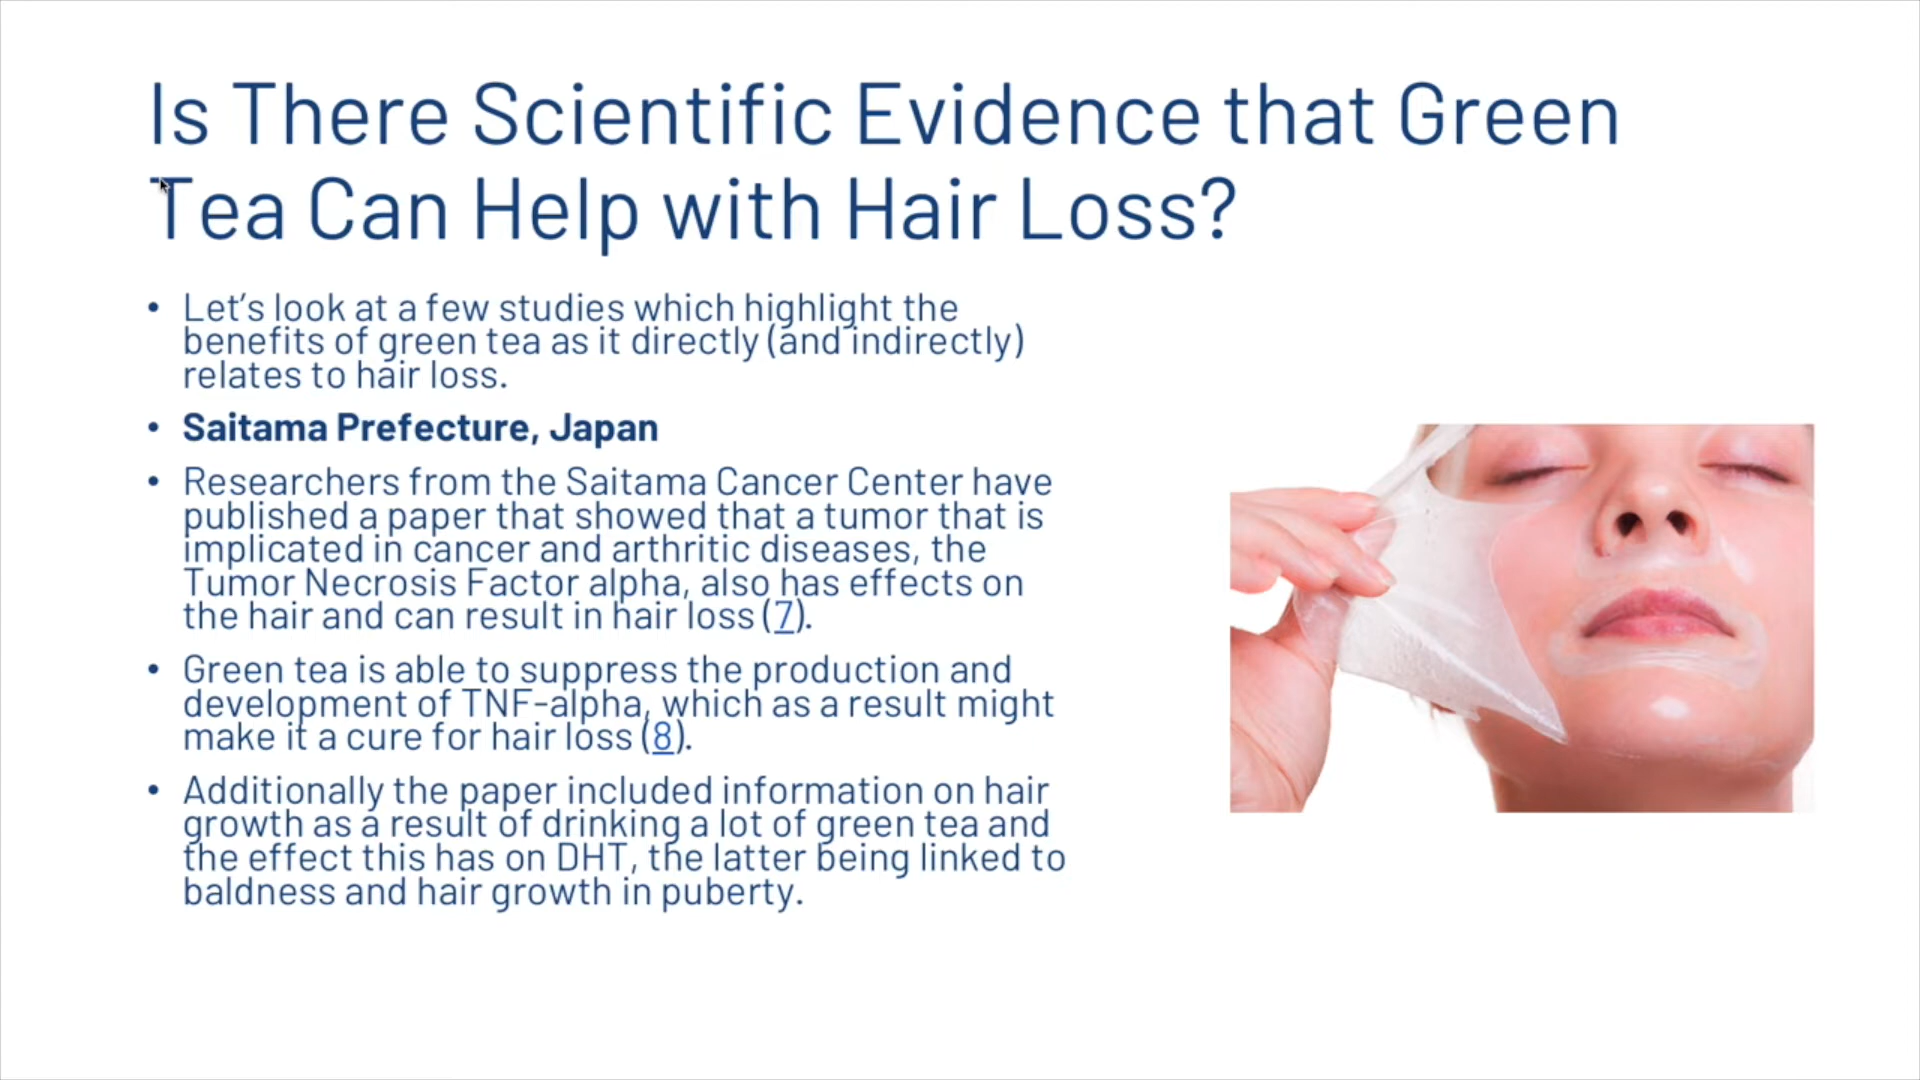 Is There Scientific Evidence that Green
Tea Can Help with Hair Loss?
• Let’s look at a few studies which highlight the
benefits of green tea as it directly (and indirectly)
relates to hair loss.
• Saitama Prefecture, Japan
• Researchers from the Saitama Cancer Center have
published a paper that showed that a tumor that is
implicated in cancer and arthritic diseases, the
Tumor Necrosis Factor alpha, also has effects on
the hair and can result in hair loss (7).
• Green tea is able to suppress the production and
development of TNF-alpha, which as a result might
make it a cure for hair loss (8).
• Additionally the paper included information on hair
growth as a result of drinking a lot of green tea and
the effect this has on DHT, the latter being linked to
baldness and hair growth in puberty.